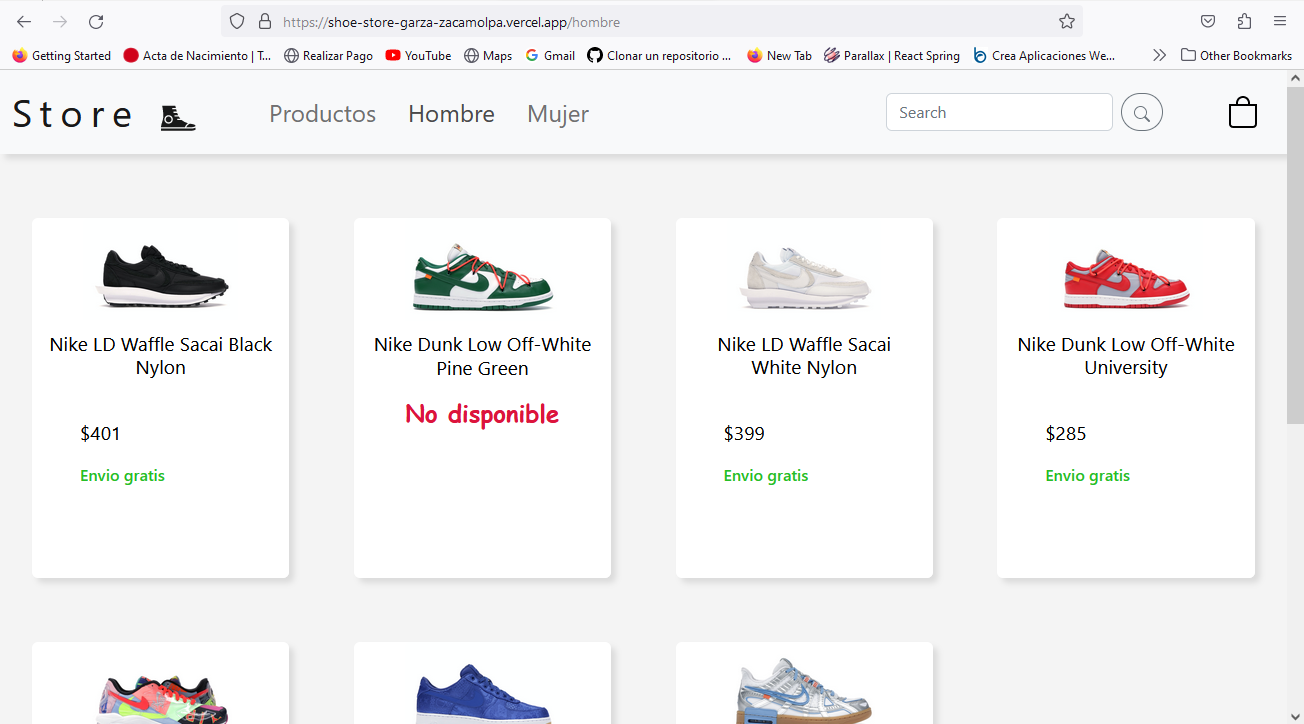 https://shoe-store-garza-zacamolpa.vercel.app/hombre
Getting Started
Acta de Nacimiento | T...
Realizar Pago
YouTube
Maps
Gmail
Clonar un repositorio ...
New Tab
Parallax | React Spring
Crea Aplicaciones We...
Other Bookmarks
Store
Productos
Hombre
Mujer
Search
Nike LD Waffle Sacai Black
Nylon
$401
Envio gratis
Nike Dunk Low Off-White
Pine Green
No disponible
Nike LD Waffle Sacai
White Nylon
$399
Envio gratis
Nike Dunk Low Off-White
University
$285
Envio gratis